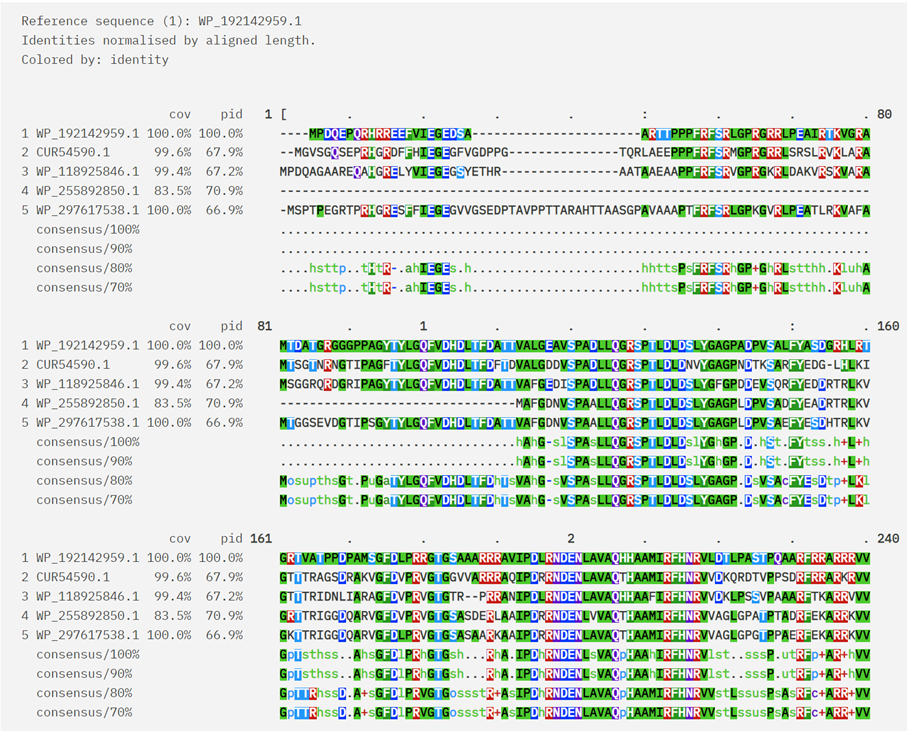 Reference sequence (1): WP_192142959.1
Identities normalised by aligned length.
Colored by: identity
cov pid 1 [ . . . . : . . . 80
1 WP_192142959.1 100.0% 100.0% ----MPDQEPQRHRREEFVIEGEDSA-----------------------ARTTPPPFRFSRLGPRGRRLPEAIRTKVGRA
2 CUR54590.1 99.6% 67.9% --MGVSGQSEPRHGRDFFHIEGEGFVGDPPG---------------TQRLAEEPPPFRFSRMGPRGRRLSRSLRVKLARA
3 WP_118925846.1 99.4% 67.2% MPDQAGAAREQAHGRELYVIEGEGSYETHR----------------AATAAEAAPPFRFSRVGPRGKRLDAKVRSKVARA
4 WP_255892850.1 83.5% 70.9% --------------------------------------------------------------------------------
5 WP_297617538.1 100.0% 66.9% -MSPTPEGRTPRHGRESFFIEGEGVVGSEDPTAVPPTTARAHTTAASGPAVAAAPTFRFSRLGPKGVRLPEATLRKVAFA
consensus/100% ................................................................................
consensus/90% ................................................................................
consensus/80% ....hsttp..tHtR-.ahIEGEs.h.......................hhttsPsFRFSRhGP+GhRLstthh.KluhA
consensus/70% ....hsttp..tHtR-.ahIEGEs.h.......................hhttsPsFRFSRhGP+GhRLstthh.KluhA
cov pid 81 . 1 . . . . : . 160
1 WP_192142959.1 100.0% 100.0% MTDATGRGGGPPAGYTYLGQFVDHDLTFDATTVALGEAVSPADLLQGRSPTLDLDSLYGAGPADPVSALFYASDGRHLRT
2 CUR54590.1 99.6% 67.9% MTSGTNRNGTIPAGFTYLGQFVDHDLTFDFTDVALGDDVSPADLLQGRSPTLDLDNVYGAGPNDTKSARFYEDG-LHLKI
3 WP_118925846.1 99.4% 67.2% MSGGRQRDGRIPAGYTYLGQFVDHDLTFDATTVAFGEDISPADLLQGRSPTLDLDSLYGFGPDDEVSQRFYEDDRTRLKV
4 WP_255892850.1 83.5% 70.9% --------------------------------MAFGDNVSPAALLQGRSPTLDLDSLYGAGPLDPVSADFYEADRTRLKV
5 WP_297617538.1 100.0% 66.9% MTGGSEVDGTIPSGYTYLGQFVDHDLTFDATTVAFGDNVSPAALLQGRSPTLDLDSLYGAGPLDPVSAEFYESDHTRLKV
consensus/100% ................................hAhG-slSPAsLLQGRSPTLDLDslYGhGP.D.hSt.FYtss.h+L+h
consensus/90% ................................hAhG-slSPAsLLQGRSPTLDLDslYGhGP.D.hSt.FYtss.h+L+h
consensus/80% MosupthsGt.PuGaTYLGQFVDHDLTFDhTsVAhG-sVSPAsLLQGRSPTLDLDSLYGAGP.DsVSAcFYEsDtp+LKl
consensus/70% MosupthsGt.PuGaTYLGQFVDHDLTFDhTsVAhG-sVSPAsLLQGRSPTLDLDSLYGAGP.DsVSAcFYEsDtp+LKl
cov pid 161 . . . 2 . . . . 240
1 WP_192142959.1 100.0% 100.0% GRTVATPPDPAMSGFDLPRRGTGSAAARRRAVIPDLRNDENLAVAQHHAAMIRFHNRVLDTLPASTPQAARFRRARRRVV
2 CUR54590.1 99.6% 67.9% GTTTRAGSDRAKVGFDVPRVGTGGVVARRRAQIPDRRNDENLAVAQTHAAMIRFHNRVVDKQRDTVPPSDRFRRARKRVV
3 WP_118925846.1 99.4% 67.2% GTTTRIDNLIARAGFDVPRVGTGTR--PRRANIPDLRNDENLAVAQTHHAFIRFHNRVVDKLPSSVPAAARFTKARRVVV
4 WP_255892850.1 83.5% 70.9% GRTTRIGGDQARVGFDVPRVGTGSASDERLAAIPDRRNDENLVVAQTHAAMIRFHNRVVAGLPGATPTADRFEKARRKVV
5 WP_297617538.1 100.0% 66.9% GKTTRIGGDQARVGFDLPRVGTGSASAARKAAIPDRRNDENLAVAQTHAAMIRFHNRVVAGLGPGTPPAERFEKARRKVV
consensus/100% GpTsthss..AhsGFDlPRhGTGsh...RhA.IPDhRNDENLsVAQpHAAhIRFHNRVlst..sssP.utRFp+AR+hVV
consensus/90% GpTsthss..AhsGFDlPRhGTGsh...RhA.IPDhRNDENLsVAQpHAAhIRFHNRVlst..sssP.utRFp+AR+hVV
consensus/80% GpTTRhssD.A+sGFDlPRVGTGossstR+AsIPDhRNDENLAVAQpHAAMIRFHNRVVstLssusPsAsRFc+ARR+VV
consensus/70% GpTTRhssD.A+sGFDlPRVGTGossstR+AsIPDhRNDENLAVAQpHAAMIRFHNRVVstLssusPsAsRFc+ARR+VV